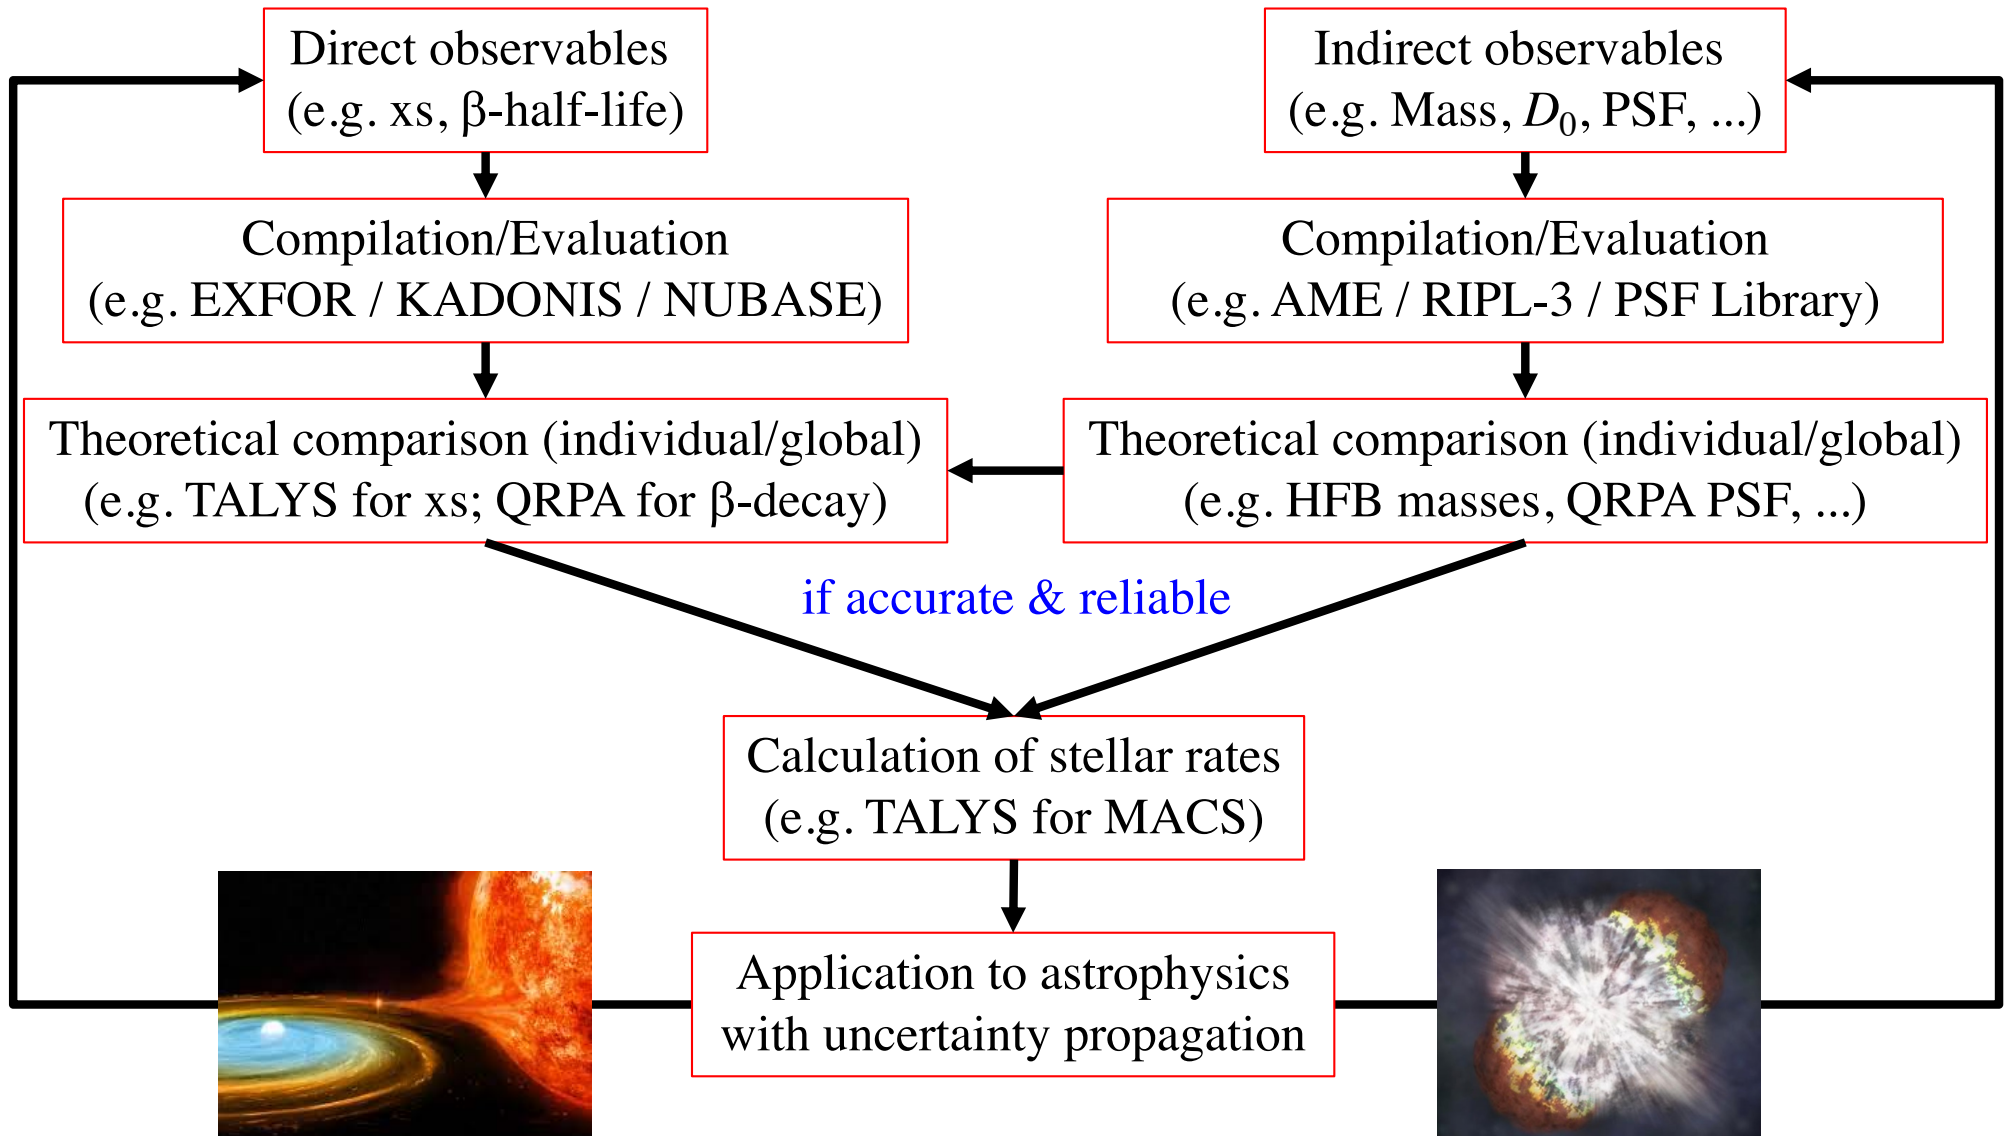 Direct observables
(e.g. xs, β-half-life)
Indirect observables
(e.g. Mass, D₀, PSF, ...)
Compilation/Evaluation
(e.g. EXFOR / KADONIS / NUBASE)
Compilation/Evaluation
(e.g. AME / RIPL-3 / PSF Library)
Theoretical comparison (individual/global)
(e.g. TALYS for xs; QRPA for β-decay)
Theoretical comparison (individual/global)
(e.g. HFB masses, QRPA PSF, ...)
if accurate & reliable
Calculation of stellar rates
(e.g. TALYS for MACS)
Application to astrophysics
with uncertainty propagation